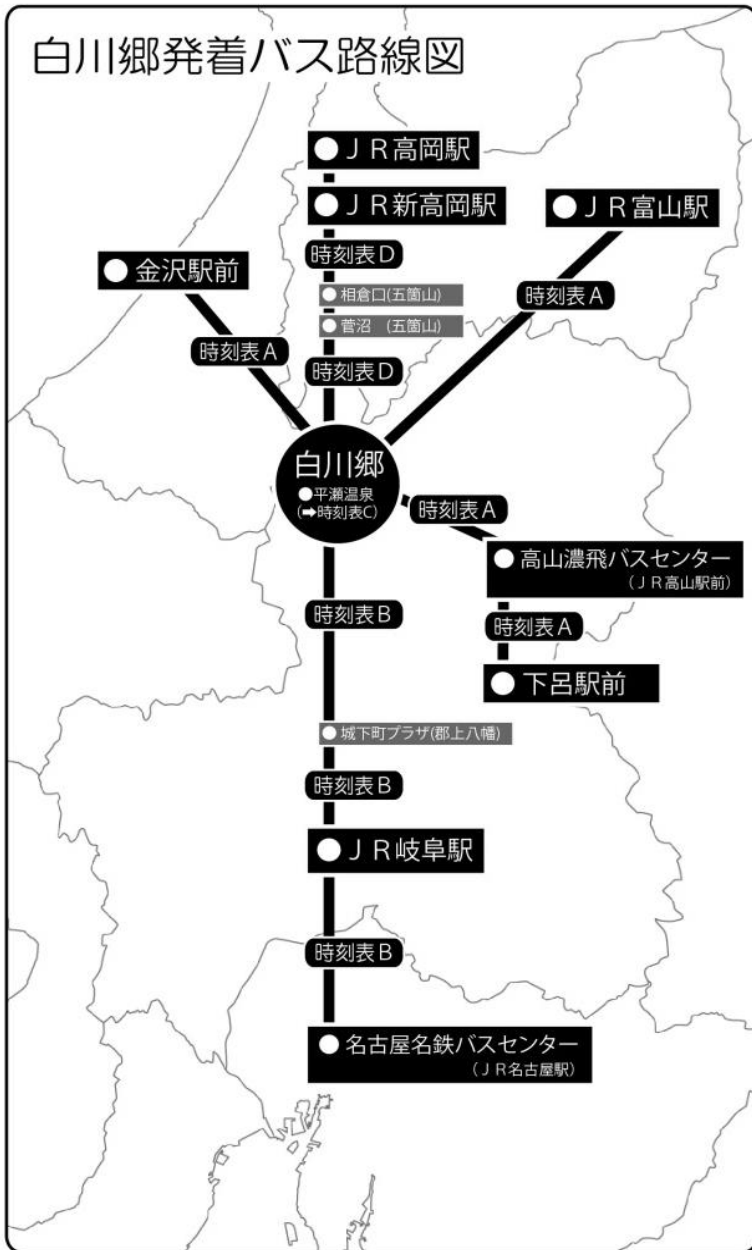 白川郷発着バス路線図
●ＪＲ高岡駅
●ＪＲ新高岡駅
●ＪＲ富山駅
時刻表D
●金沢駅前
●相倉口(五箇山)
時刻表A
●菅沼　(五箇山)
時刻表A
時刻表D
白川郷
●平瀬温泉
(➡時刻表C)
時刻表A
●高山濃飛バスセンター
(ＪＲ高山駅前)
時刻表B
時刻表A
●下呂駅前
●城下町プラザ(郡上八幡)
時刻表B
●ＪＲ岐阜駅
時刻表B
●名古屋名鉄バスセンター
(ＪＲ名古屋駅)